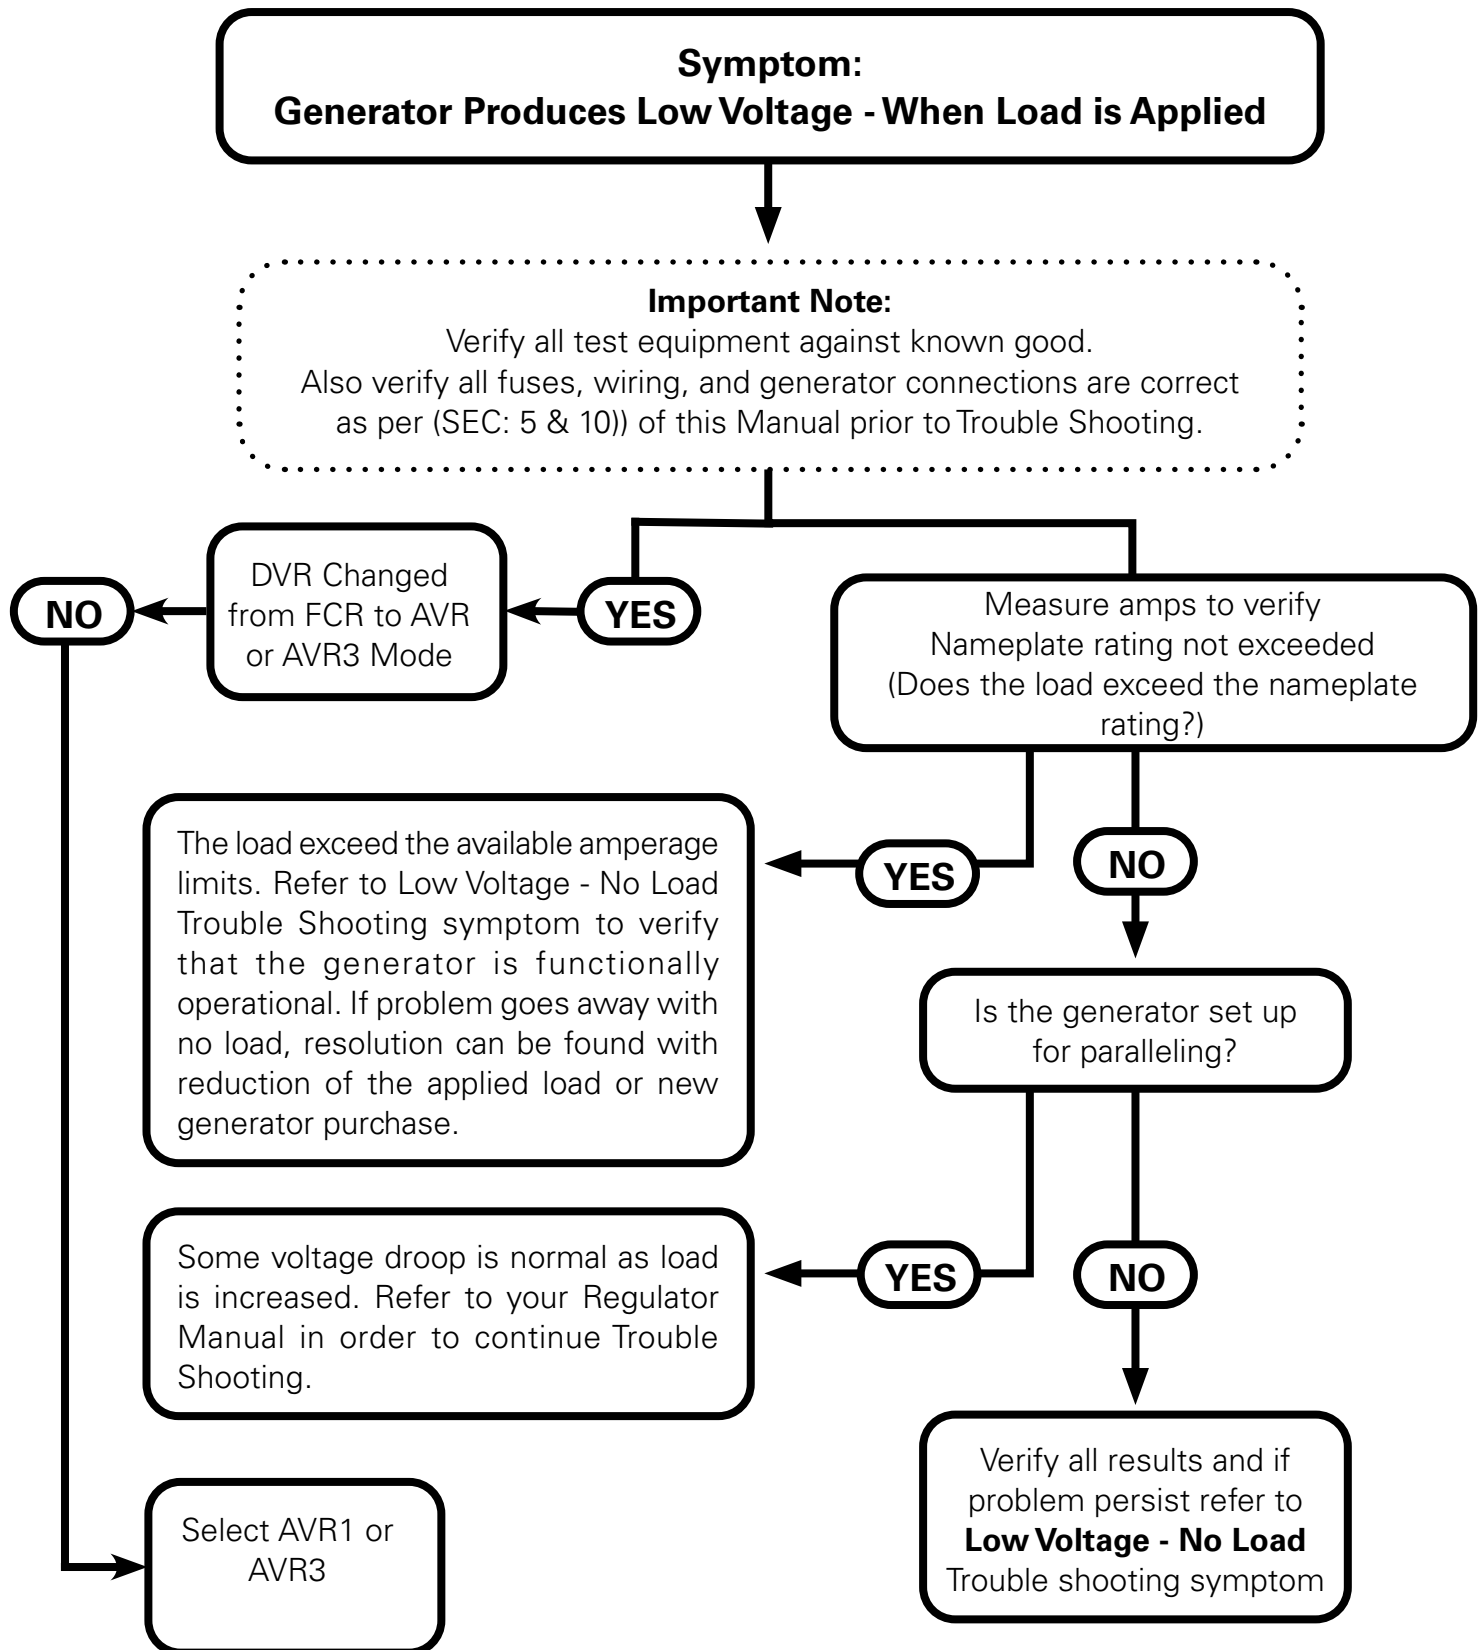 Symptom:
Generator Produces Low Voltage - When Load is Applied
Important Note:
Verify all test equipment against known good.
Also verify all fuses, wiring, and generator connections are correct
as per (SEC: 5 & 10)) of this Manual prior to Trouble Shooting.
NO
DVR Changed
from FCR to AVR
or AVR3 Mode
YES
Measure amps to verify
Nameplate rating not exceeded
(Does the load exceed the nameplate
rating?)
The load exceed the available amperage
limits. Refer to Low Voltage - No Load
Trouble Shooting symptom to verify
that the generator is functionally
operational. If problem goes away with
no load, resolution can be found with
reduction of the applied load or new
generator purchase.
YES
NO
Is the generator set up
for paralleling?
Some voltage droop is normal as load
is increased. Refer to your Regulator
Manual in order to continue Trouble
Shooting.
YES
NO
Select AVR1 or
AVR3
Verify all results and if
problem persist refer to
Low Voltage - No Load
Trouble shooting symptom